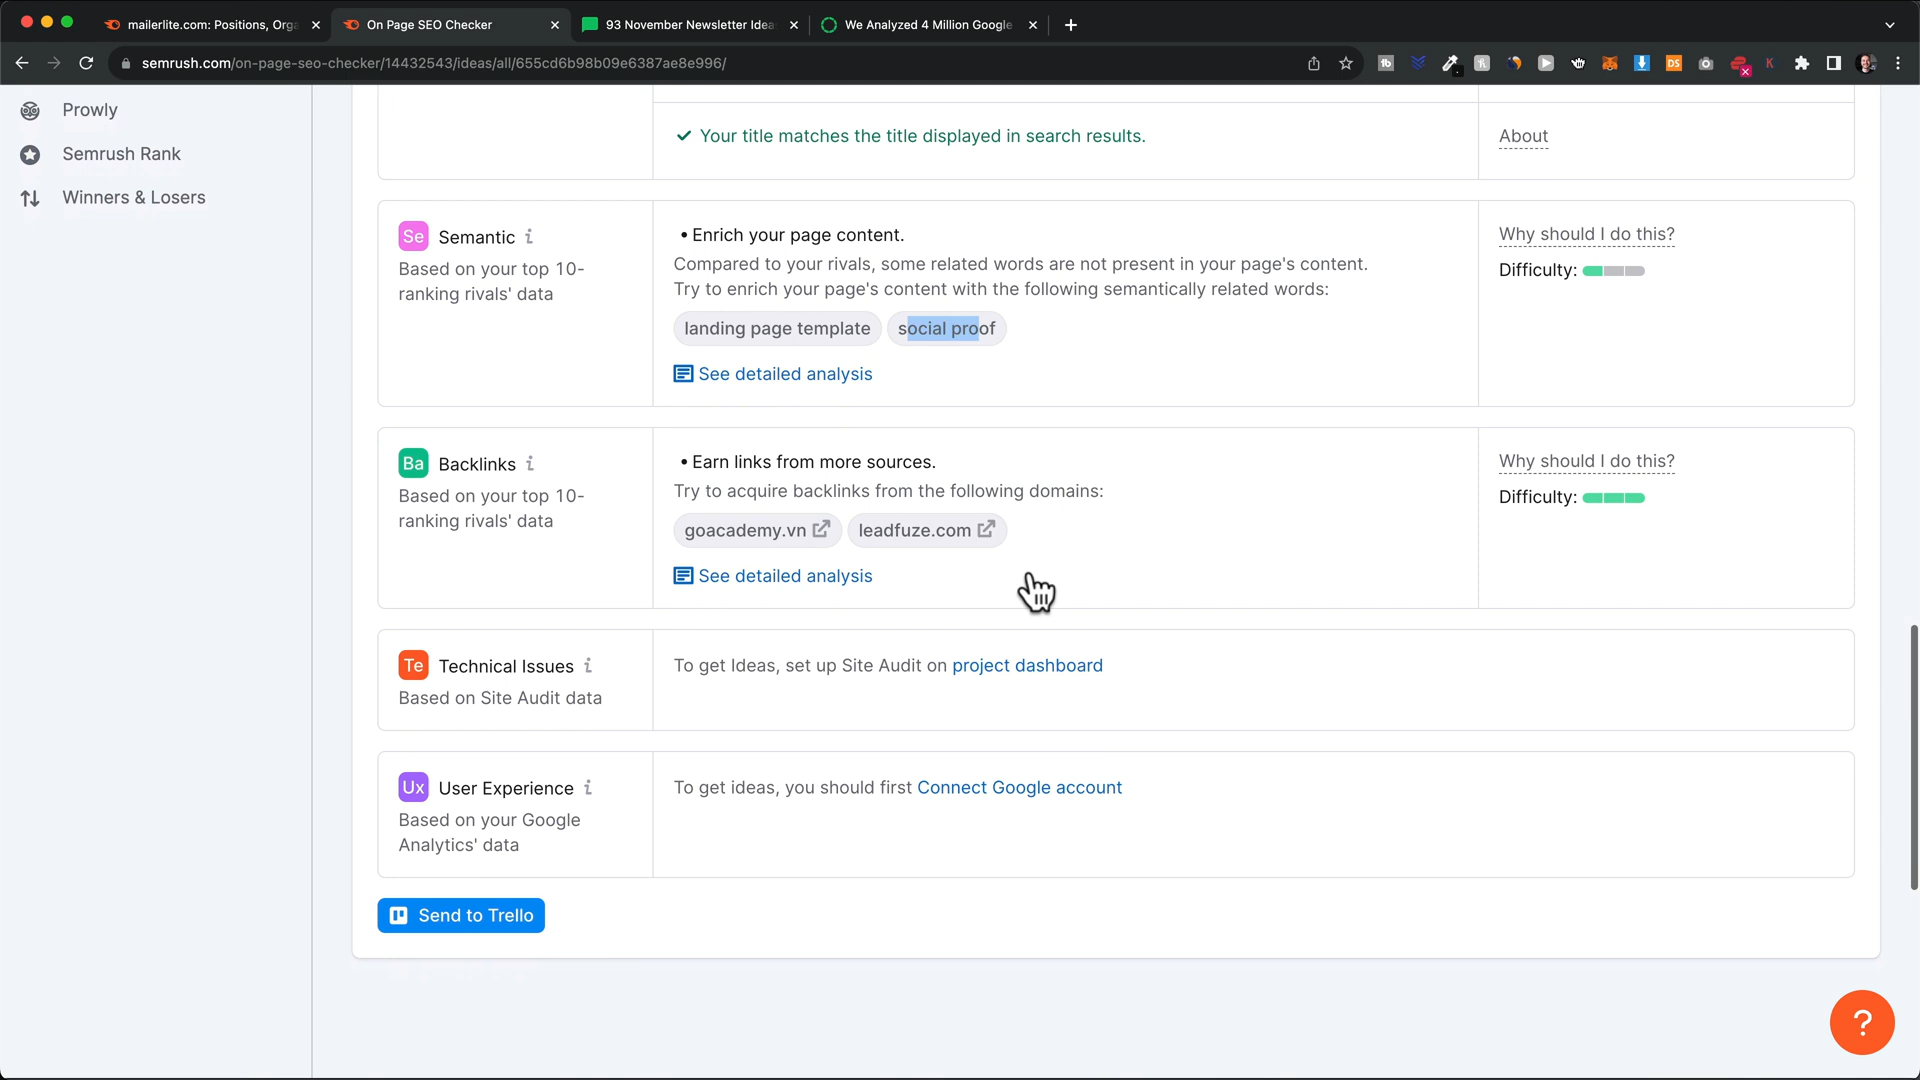 mailerlite.com: Positions, Orga
On Page SEO Checker
93 November Newsletter Idea
We Analyzed 4 Million Google
semrush.com/on-page-seo-checker/14432543/ideas/all/655cd6b98b09e6387ae8e996/
Prowly
Semrush Rank
Winners & Losers
✓ Your title matches the title displayed in search results.
About
Se Semantic i
Based on your top 10-
ranking rivals' data
• Enrich your page content.
Compared to your rivals, some related words are not present in your page's content.
Try to enrich your page's content with the following semantically related words:
landing page template social proof
See detailed analysis
Why should I do this?
Difficulty:
Ba Backlinks i
Based on your top 10-
ranking rivals' data
• Earn links from more sources.
Try to acquire backlinks from the following domains:
goacademy.vn leadfuze.com
See detailed analysis
Why should I do this?
Difficulty:
Te Technical Issues i
Based on Site Audit data
To get Ideas, set up Site Audit on project dashboard
Ux User Experience i
Based on your Google
Analytics' data
To get ideas, you should first Connect Google account
Send to Trello
?